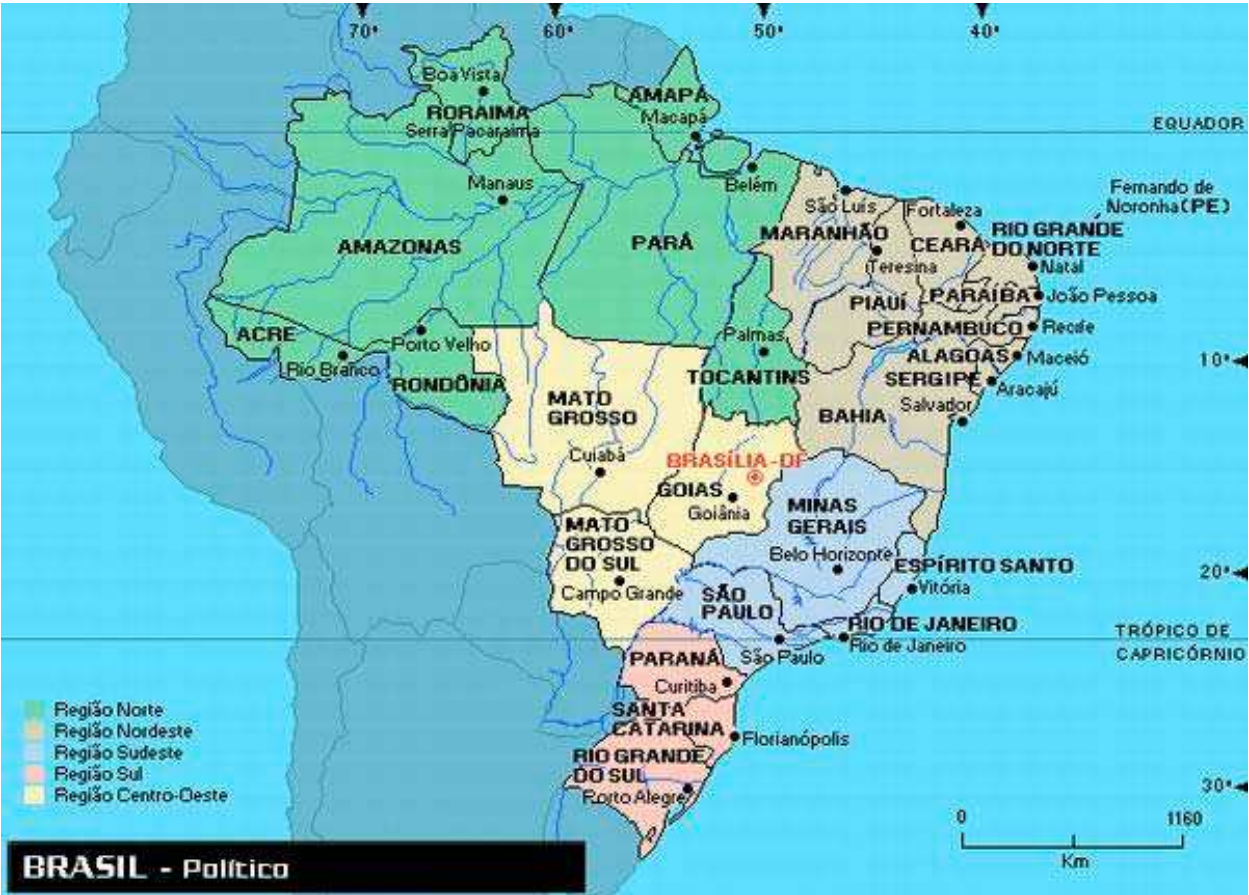 70°
60°
50°
40°
Boa Vista
RORAIMA
Serra Pacaraima
AMAPÁ
Macapá
EQUADOR
Manaus
Belém
São Luís
Fortaleza
Fernando de
Noronha(PE)
AMAZONAS
PARÁ
MARANHÃO
Teresina
CEARÁ
RIO GRANDE
DO NORTE
Natal
PIAUÍ
PARAÍBA
João Pessoa
ACRE
Rio Branco
Porto Velho
RONDÔNIA
Palmas
TOCANTINS
PERNAMBUCO
Recife
ALAGOAS
Maceió
SERGIPE
Aracajú
10°
MATO
GROSSO
Cuiabá
BAHIA
Salvador
BRASÍLIA-DF
GOIAS
Goiânia
MATO
GROSSO
DO SUL
Campo Grande
MINAS
GERAIS
Belo Horizonte
ESPÍRITO SANTO
Vitória
20°
SÃO
PAULO
São Paulo
RIO DE JANEIRO
Rio de Janeiro
TRÓPICO DE
CAPRICÓRNIO
PARANÁ
Curitiba
SANTA
CATARINA
Florianópolis
RIO GRANDE
DO SUL
Porto Alegre
30°
Região Norte
Região Nordeste
Região Sudeste
Região Sul
Região Centro-Oeste
0
1160
Km
BRASIL - Político